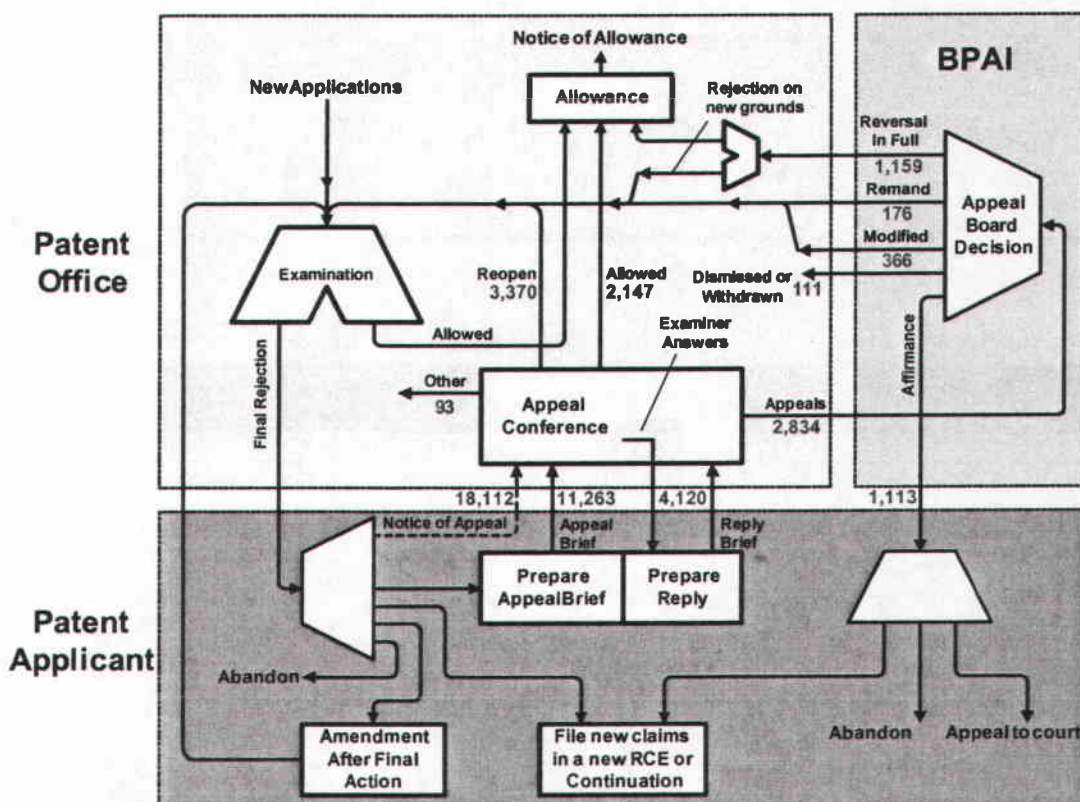 Notice of Allowance
BPAI
New Applications
Allowance
Rejection on
new grounds
Reversal
In Full
1,159
Remand
176
Modified
366
Appeal
Board
Decision
Patent
Office
Examination
Reopen
3,370
Allowed
2,147
Dismissed or
Withdrawn
111
Allowed
Examiner
Answers
Final Rejection
Affirmance
Other
93
Appeal
Conference
Appeals
2,834
18,112
11,263
4,120
1,113
Notice of Appeal
Appeal
Brief
Reply
Brief
Prepare
Appeal Brief
Prepare
Reply
Patent
Applicant
Abandon
Amendment
After Final
Action
File new claims
in a new RCE or
Continuation
Abandon
Appeal to court